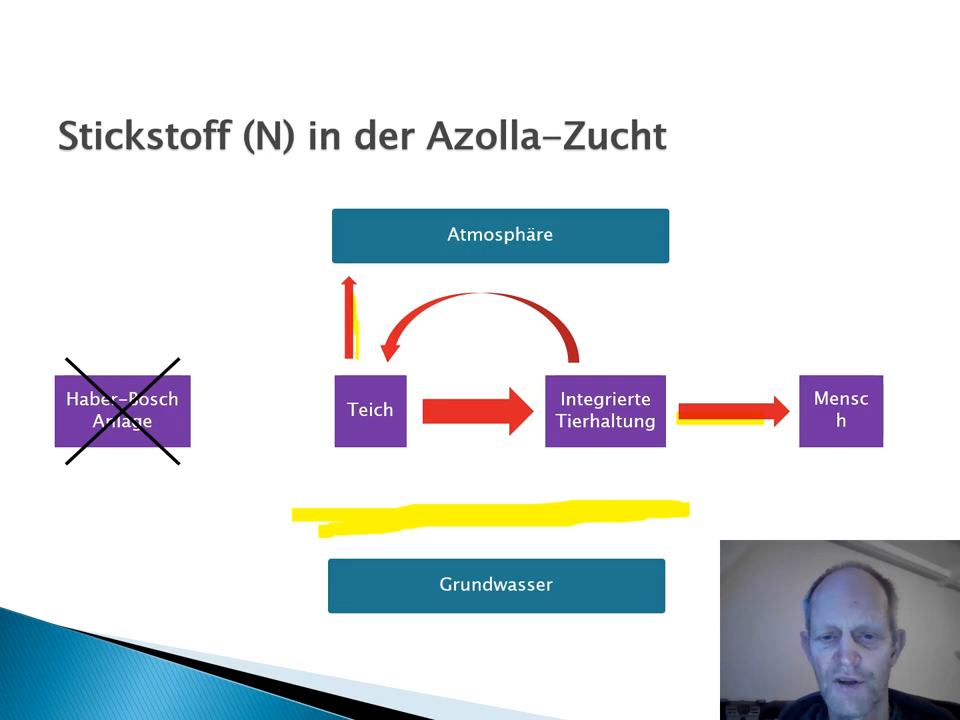 Stickstoff (N) in der Azolla-Zucht
Atmosphäre
Haber-Bosch
Anlage
Teich
Integrierte
Tierhaltung
Mensc
h
Grundwasser